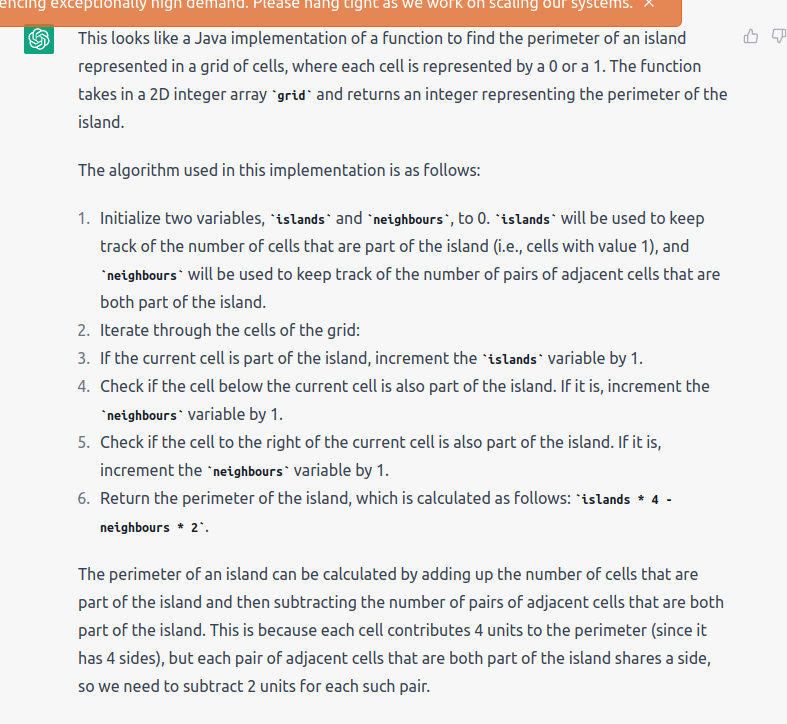 encing exceptionally high demand. Please hang tight as we work on scaling our systems. ×
This looks like a Java implementation of a function to find the perimeter of an island
represented in a grid of cells, where each cell is represented by a 0 or a 1. The function
takes in a 2D integer array `grid` and returns an integer representing the perimeter of the
island.
The algorithm used in this implementation is as follows:
1. Initialize two variables, `islands` and `neighbours`, to 0. `islands` will be used to keep
track of the number of cells that are part of the island (i.e., cells with value 1), and
`neighbours` will be used to keep track of the number of pairs of adjacent cells that are
both part of the island.
2. Iterate through the cells of the grid:
3. If the current cell is part of the island, increment the `islands` variable by 1.
4. Check if the cell below the current cell is also part of the island. If it is, increment the
`neighbours` variable by 1.
5. Check if the cell to the right of the current cell is also part of the island. If it is,
increment the `neighbours` variable by 1.
6. Return the perimeter of the island, which is calculated as follows: `islands * 4 -
neighbours * 2`.
The perimeter of an island can be calculated by adding up the number of cells that are
part of the island and then subtracting the number of pairs of adjacent cells that are both
part of the island. This is because each cell contributes 4 units to the perimeter (since it
has 4 sides), but each pair of adjacent cells that are both part of the island shares a side,
so we need to subtract 2 units for each such pair.